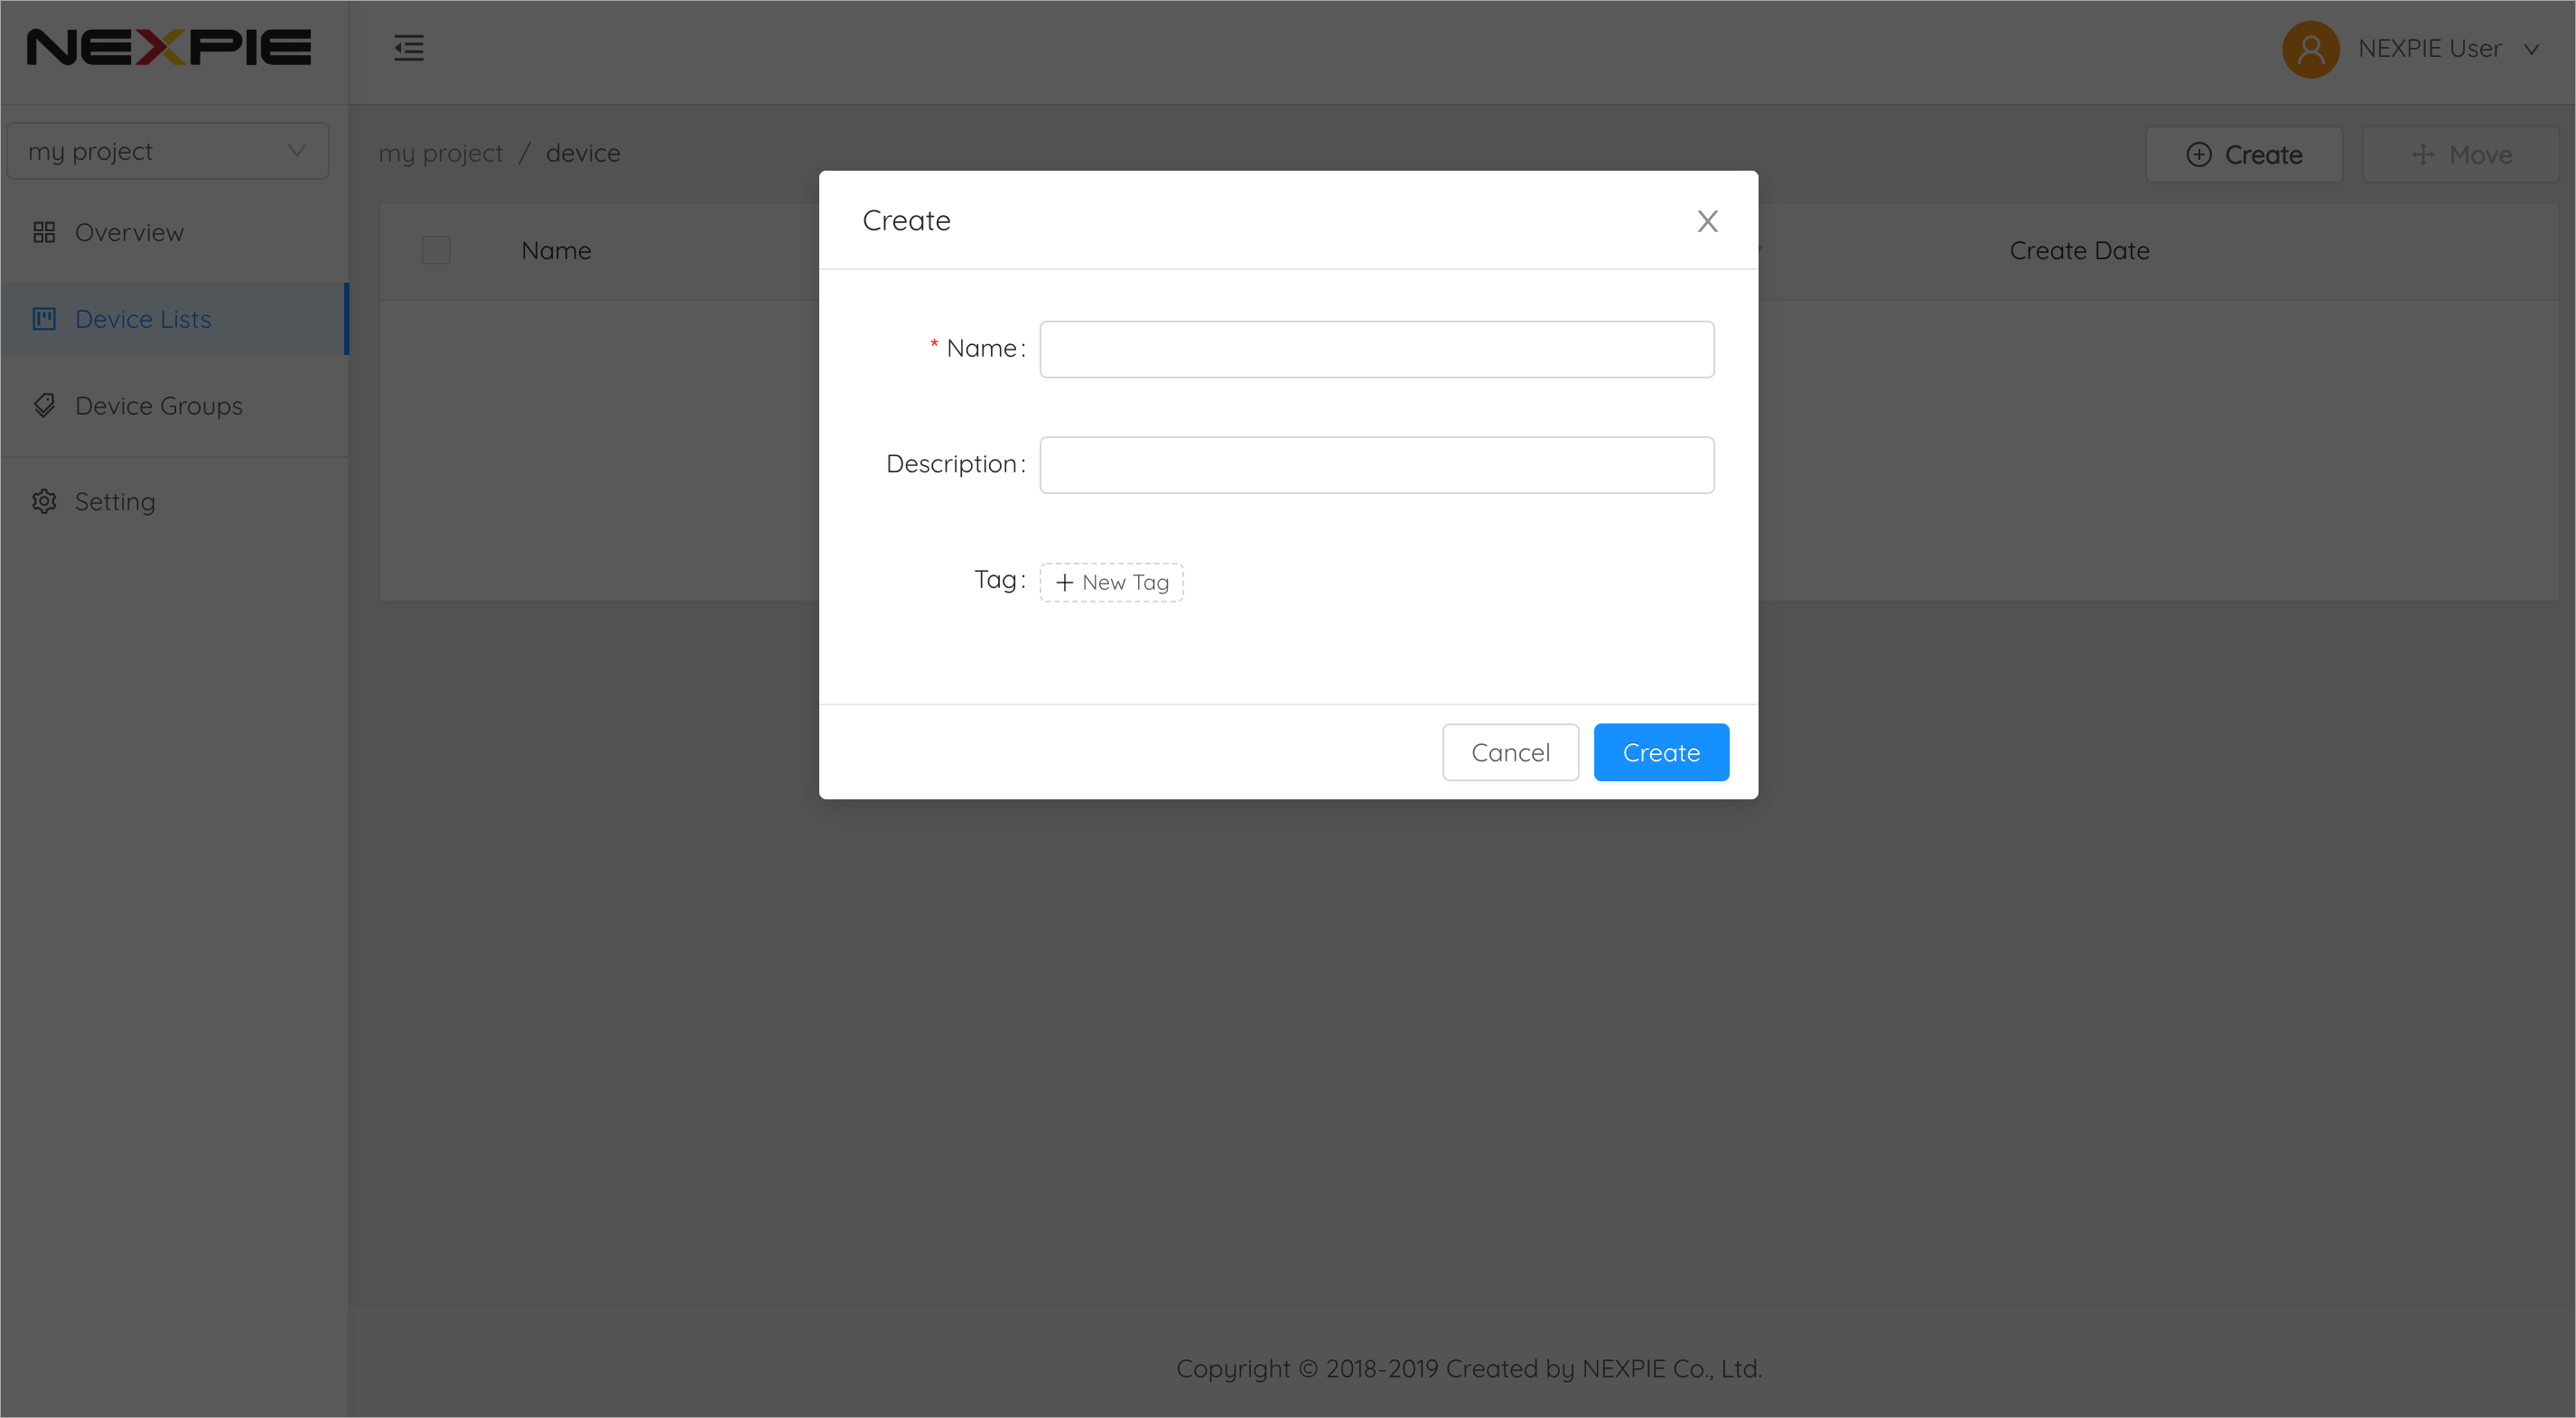 NEXPIE
NEXPIE User
my project
my project / device
Create
Move
Overview
Device Lists
Device Groups
Setting
Name
Create Date
Create
* Name:
Description:
Tag:
+ New Tag
Cancel
Create
Copyright © 2018-2019 Created by NEXPIE Co., Ltd.